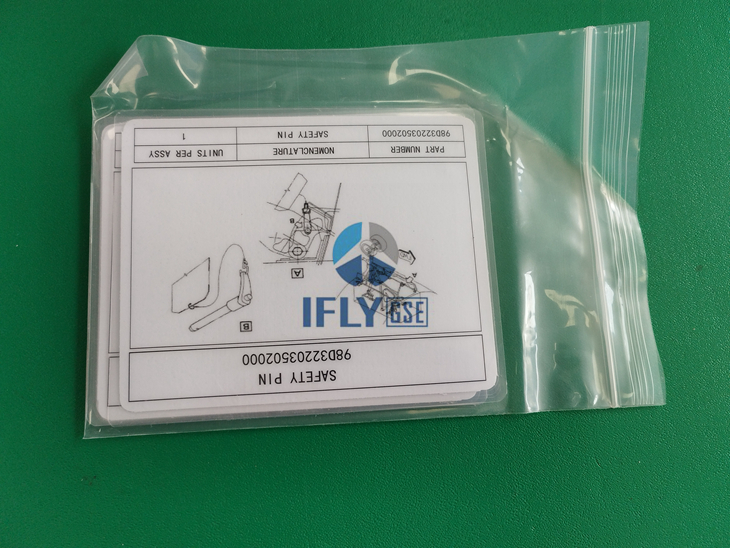 SAFETY PIN
98D32203502000
A
B
PART NUMBER NOMENCLATURE UNITS PER ASSY
98D32203502000 SAFETY PIN 1
IFLY GSE